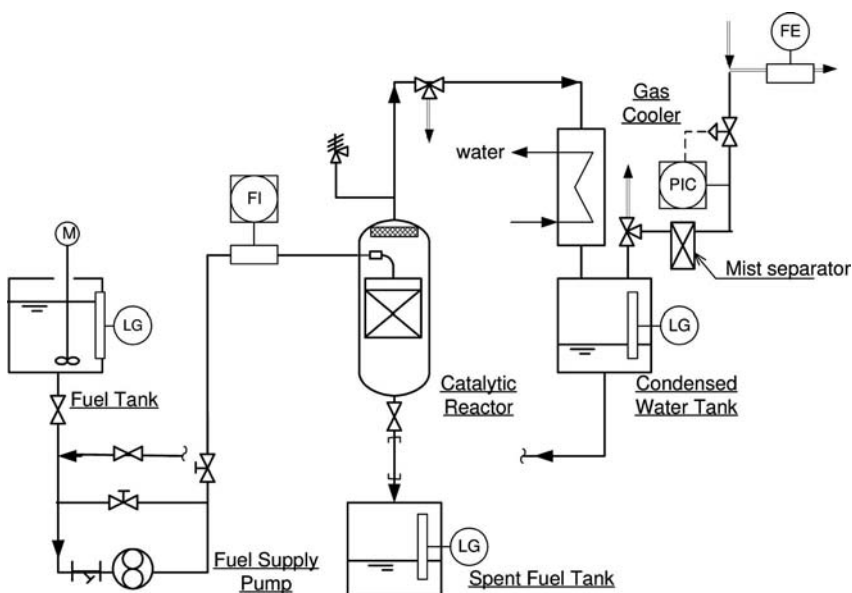 FE
Gas
Cooler
water
PIC
FI
M
Mist separator
LG
LG
Fuel Tank
Catalytic
Reactor
Condensed
Water Tank
Fuel Supply
Pump
LG
Spent Fuel Tank